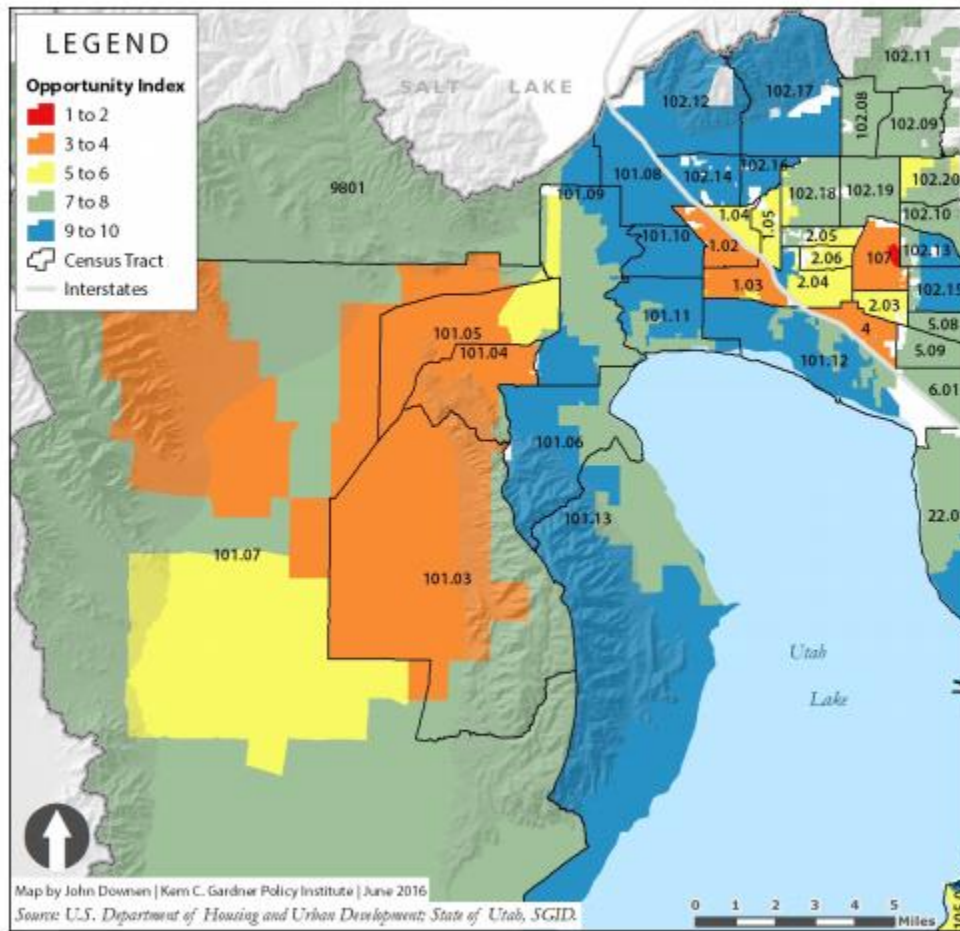 LEGEND
Opportunity Index
1 to 2
3 to 4
5 to 6
7 to 8
9 to 10
Census Tract
Interstates
SALT LAKE
102.11
102.12
102.17
102.08
102.09
9801
101.09
101.08
102.14
102.16
102.18
102.19
102.20
1.04
1.05
102.10
101.10
1.02
2.05
2.06
107
102.13
1.03
2.04
102.15
2.03
101.11
4
5.08
101.05
101.04
101.12
5.09
6.01
101.06
101.13
22.0
101.07
101.03
Utah
Lake
Map by John Downen | Kem C. Gardner Policy Institute | June 2016
Source: U.S. Department of Housing and Urban Development; State of Utah, SGID.
0 1 2 3 4 5
Miles